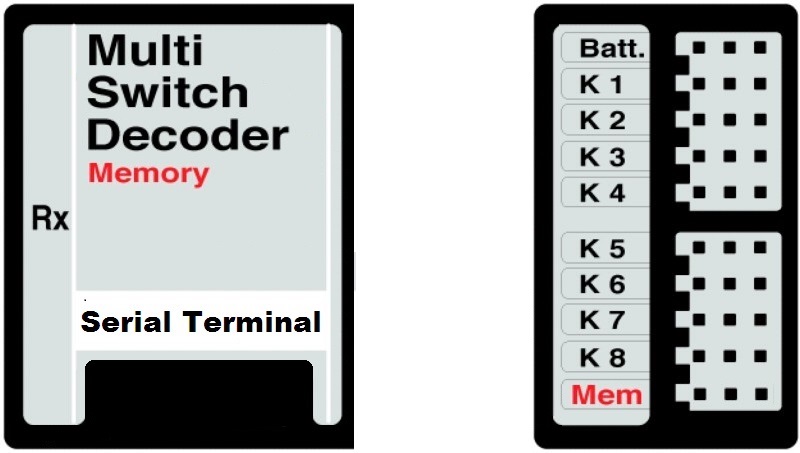 Multi
Switch
Decoder
Memory
Rx
Serial Terminal
Batt.
K 1
K 2
K 3
K 4
K 5
K 6
K 7
K 8
Mem